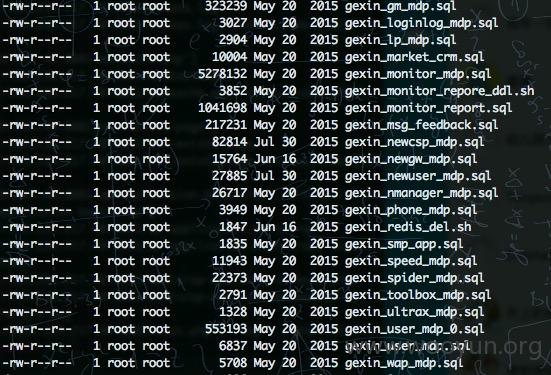 -rw-r--r-- 1 root root 323239 May 20 2015 gexin_gm_mdp.sql
-rw-r--r-- 1 root root 3027 May 20 2015 gexin_loginlog_mdp.sql
-rw-r--r-- 1 root root 2904 May 20 2015 gexin_lp_mdp.sql
-rw-r--r-- 1 root root 10004 May 20 2015 gexin_market_crm.sql
-rw-r--r-- 1 root root 5278132 May 20 2015 gexin_monitor_mdp.sql
-rw-r--r-- 1 root root 3852 May 20 2015 gexin_monitor_repore_ddl.sh
-rw-r--r-- 1 root root 1041698 May 20 2015 gexin_monitor_report.sql
-rw-r--r-- 1 root root 217231 May 20 2015 gexin_msg_feedback.sql
-rw-r--r-- 1 root root 82814 Jul 30 2015 gexin_newcsp_mdp.sql
-rw-r--r-- 1 root root 15764 Jun 16 2015 gexin_newgw_mdp.sql
-rw-r--r-- 1 root root 27885 Jul 30 2015 gexin_newuser_mdp.sql
-rw-r--r-- 1 root root 26717 May 20 2015 gexin_nmanager_mdp.sql
-rw-r--r-- 1 root root 3949 May 20 2015 gexin_phone_mdp.sql
-rw-r--r-- 1 root root 1847 Jun 16 2015 gexin_redis_del.sh
-rw-r--r-- 1 root root 1835 May 20 2015 gexin_smp_app.sql
-rw-r--r-- 1 root root 11943 May 20 2015 gexin_speed_mdp.sql
-rw-r--r-- 1 root root 22373 May 20 2015 gexin_spider_mdp.sql
-rw-r--r-- 1 root root 7791 May 20 2015 gexin_toolbox_mdp.sql
-rw-r--r-- 1 root root 1328 May 20 2015 gexin_ultrax_mdp.sql
-rw-r--r-- 1 root root 553193 May 20 2015 gexin_user_mdp_0.sql
-rw-r--r-- 1 root root 6837 May 20 2015 gexin_user_mdp.sql
-rw-r--r-- 1 root root 5708 May 20 2015 gexin_wap_mdp.sql